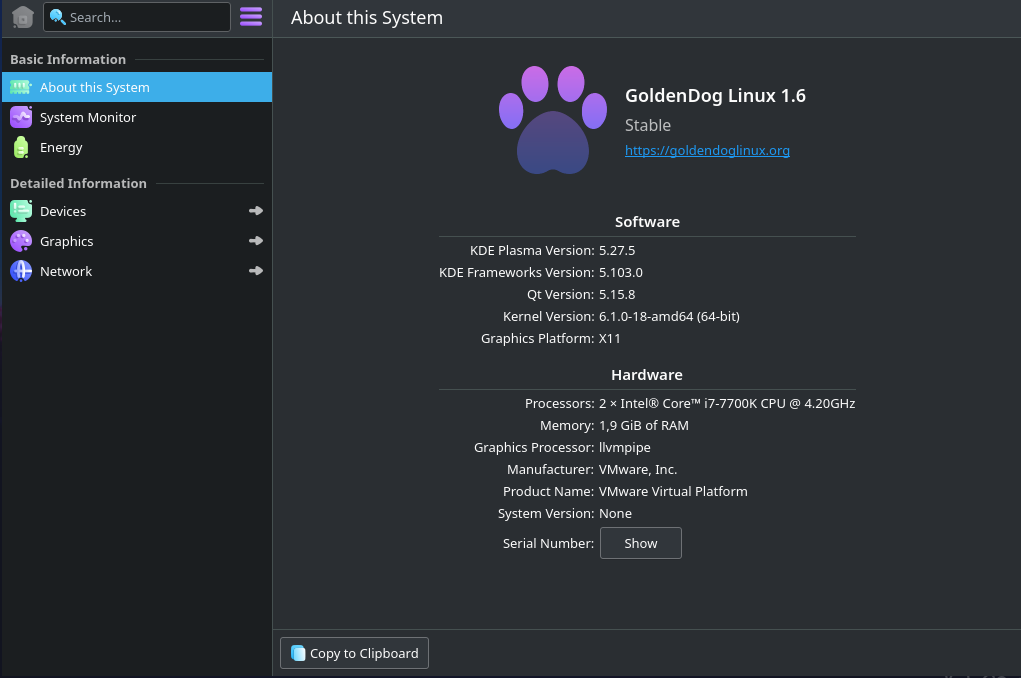 Search...
About this System
Basic Information
About this System
System Monitor
Energy
Detailed Information
Devices
Graphics
Network
GoldenDog Linux 1.6
Stable
https://goldendoglinux.org
Software
KDE Plasma Version: 5.27.5
KDE Frameworks Version: 5.103.0
Qt Version: 5.15.8
Kernel Version: 6.1.0-18-amd64 (64-bit)
Graphics Platform: X11
Hardware
Processors: 2 × Intel® Core™ i7-7700K CPU @ 4.20GHz
Memory: 1,9 GiB of RAM
Graphics Processor: llvmpipe
Manufacturer: VMware, Inc.
Product Name: VMware Virtual Platform
System Version: None
Serial Number: Show
Copy to Clipboard